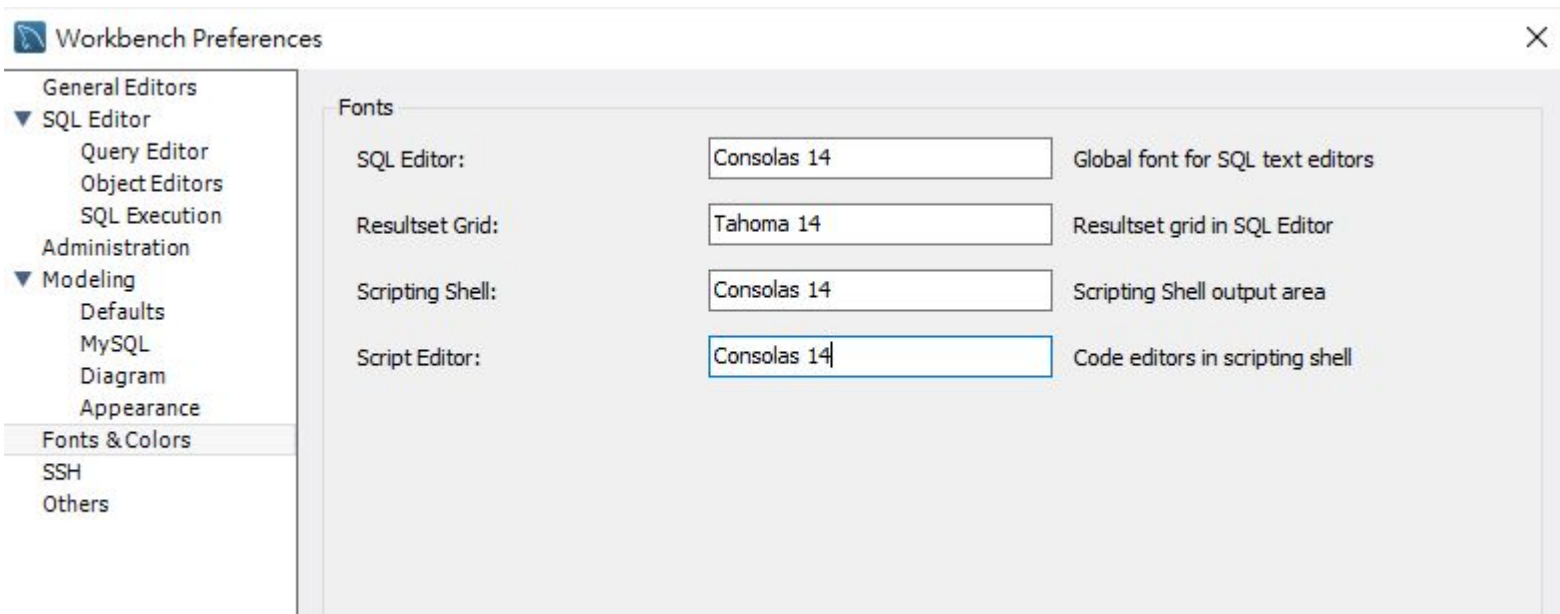 Workbench Preferences
General Editors
SQL Editor
Query Editor
Object Editors
SQL Execution
Administration
Modeling
Defaults
MySQL
Diagram
Appearance
Fonts & Colors
SSH
Others
Fonts
SQL Editor: Consolas 14 Global font for SQL text editors
Resultset Grid: Tahoma 14 Resultset grid in SQL Editor
Scripting Shell: Consolas 14 Scripting Shell output area
Script Editor: Consolas 14 Code editors in scripting shell